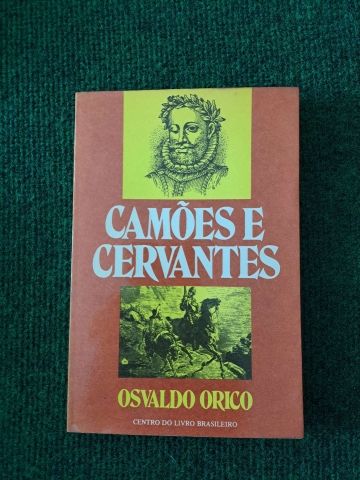 CAMÕES E
CERVANTES
OSVALDO ORICO
CENTRO DO LIVRO BRASILEIRO